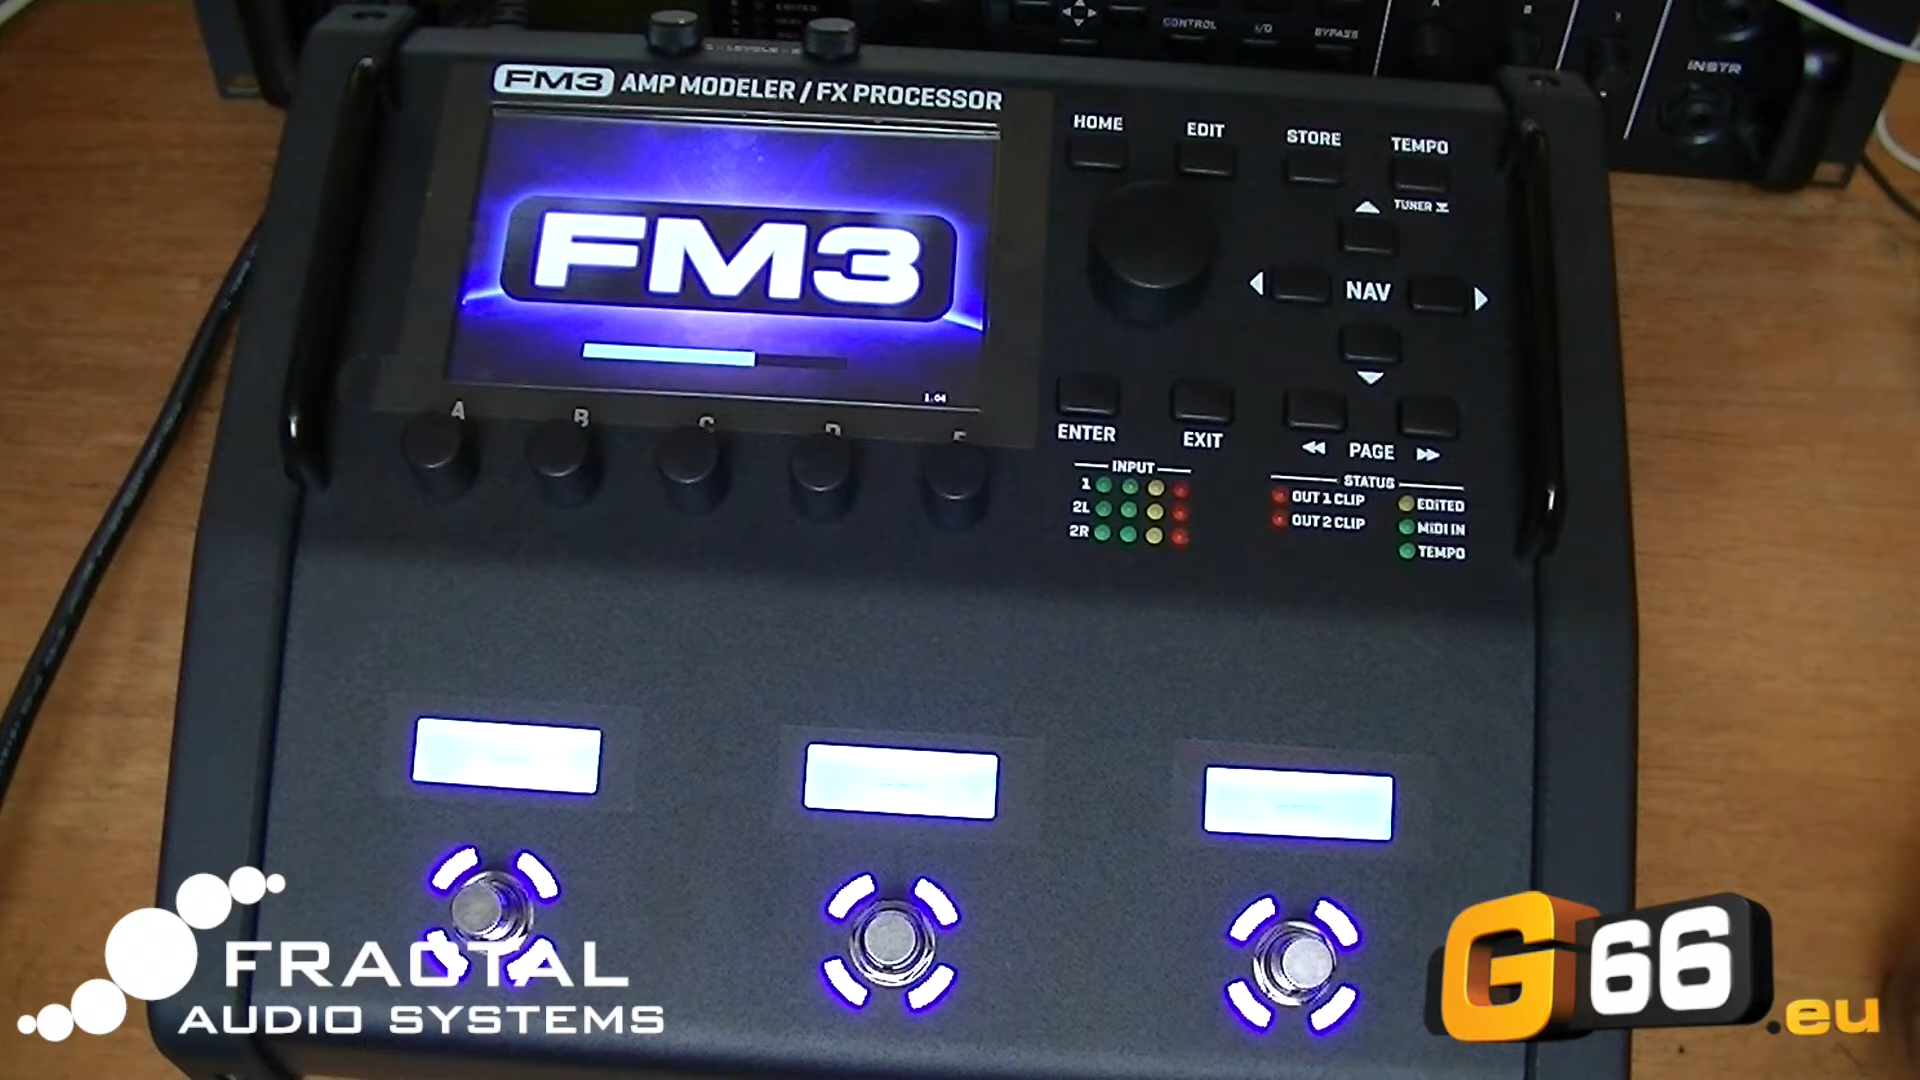 CONTROL
I/O
BYPASS
A
B
INSTR
FM3 AMP MODELER / FX PROCESSOR
HOME
EDIT
STORE
TEMPO
TUNER
FM3
NAV
1.04
A
B
C
D
E
ENTER
EXIT
PAGE
INPUT
STATUS
1
2L
2R
OUT 1 CLIP
OUT 2 CLIP
EDITED
MIDI IN
TEMPO
FRACTAL
AUDIO SYSTEMS
G66.eu